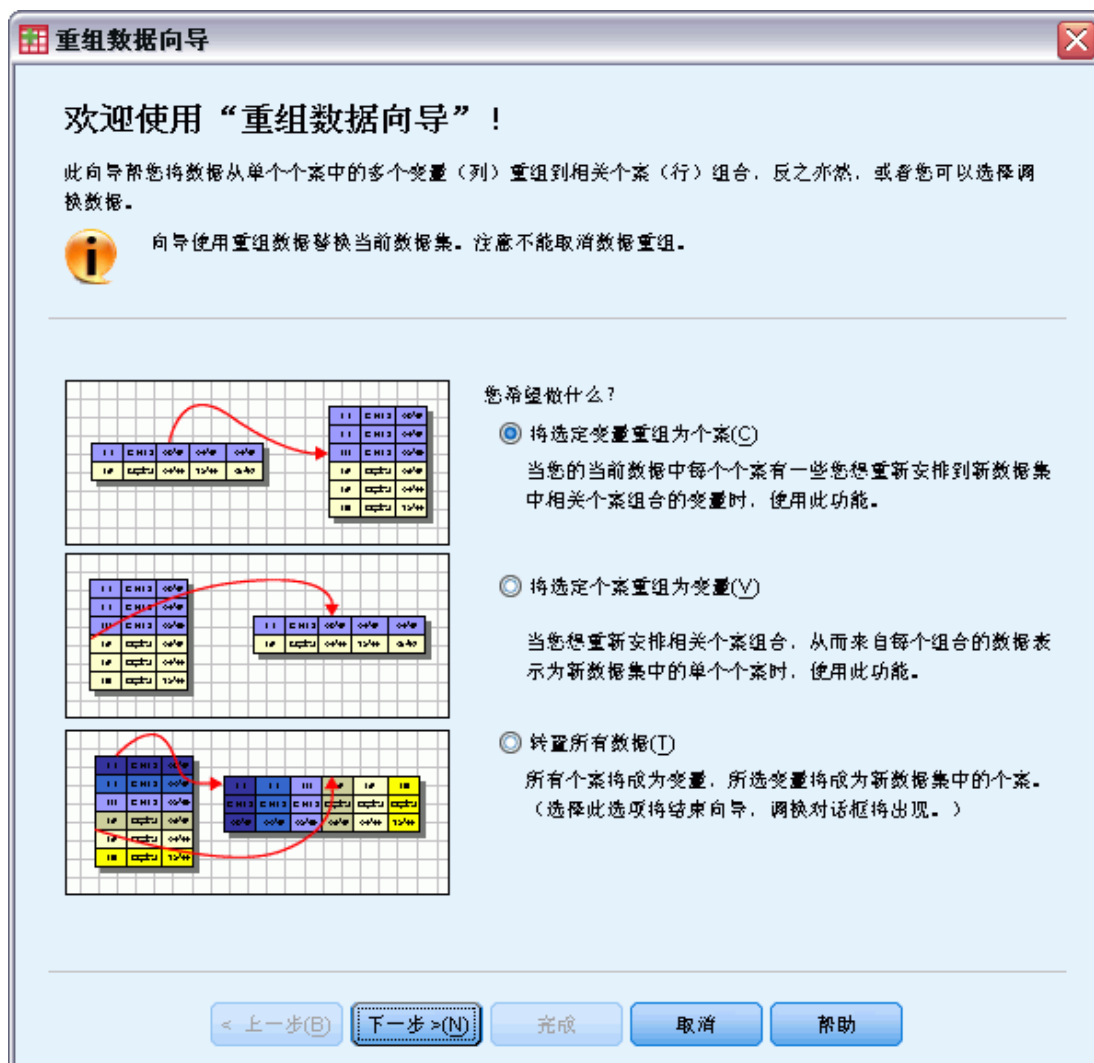 重组数据向导
欢迎使用“重组数据向导”！
此向导帮您将数据从单个个案中的多个变量（列）重组到相关个案（行）组合，反之亦然，或者您可以选择调
换数据。
向导使用重组数据替换当前数据集。注意不能取消数据重组。
您希望做什么？
将选定变量重组为个案(C)
当您的当前数据中每个个案有一些您想重新安排到新数据集
中相关个案组合的变量时，使用此功能。
将选定个案重组为变量(V)
当您想重新安排相关个案组合，从而来自每个组合的数据表
示为新数据集中的单个个案时，使用此功能。
转置所有数据(T)
所有个案将成为变量，所选变量将成为新数据集中的个案。
（选择此选项将结束向导，调换对话框将出现。）
< 上一步(B)
下一步 >(N)
完成
取消
帮助